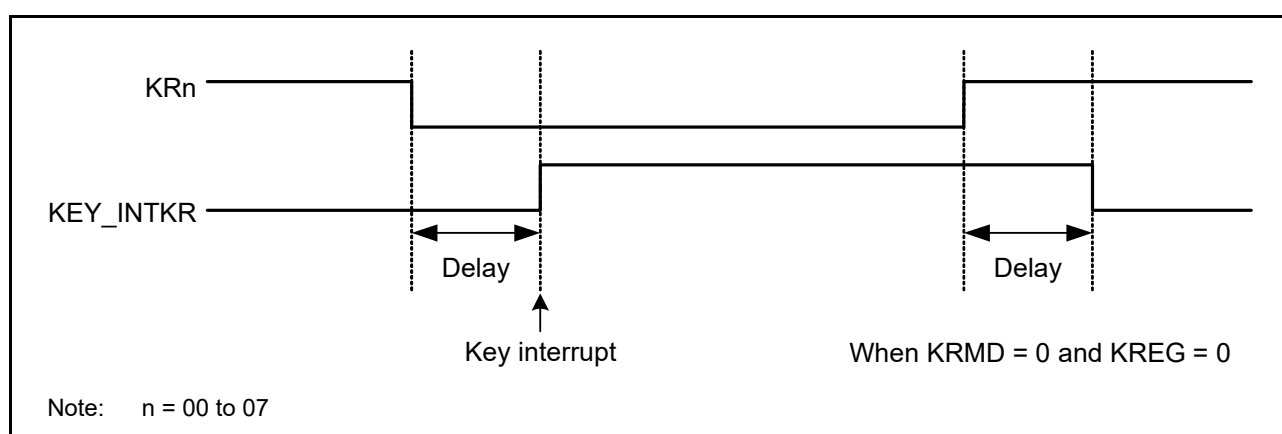 KRn
KEY_INTKR
Delay Delay
Key interrupt When KRMD = 0 and KREG = 0
Note: n = 00 to 07